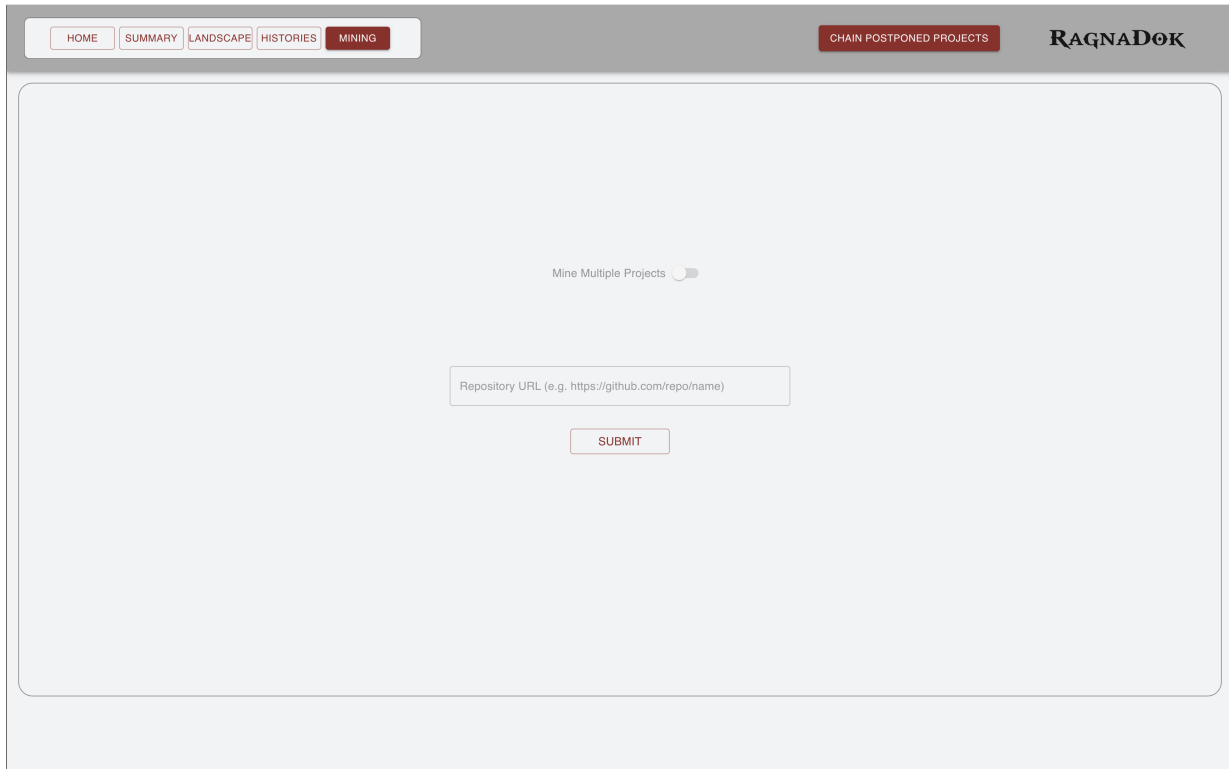 HOME SUMMARY LANDSCAPE HISTORIES MINING CHAIN POSTPONED PROJECTS RAGNADOK
Mine Multiple Projects
Repository URL (e.g. https://github.com/repo/name)
SUBMIT